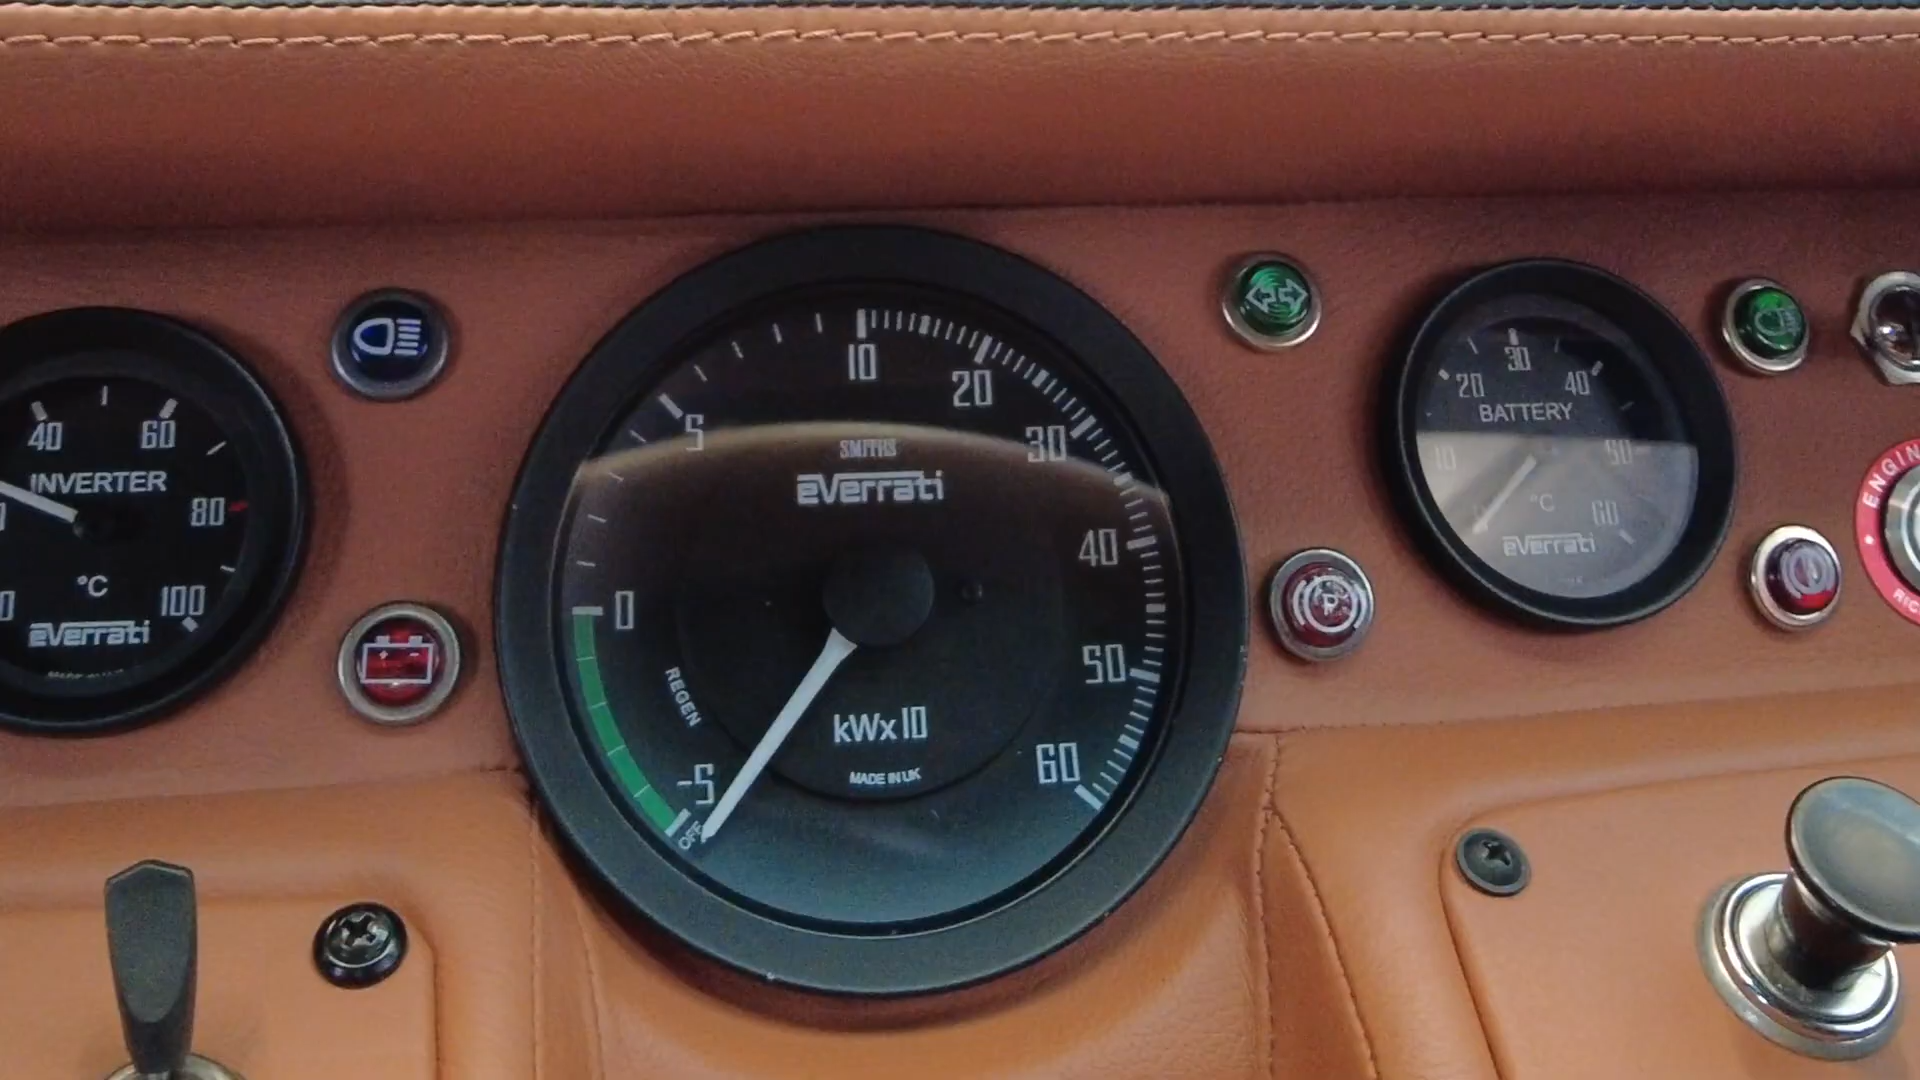 40 60
INVERTER
80
°C
100
eVerrati
10
20
5
30
SMITHS
eVerrati
40
0
50
REGEN
kWx10
-5
60
MADE IN UK
OFF
30
20 40
BATTERY
10 50
°C
60
eVerrati
ENGIN
P